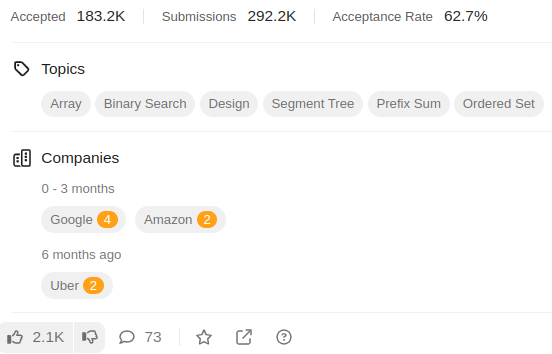 Accepted 183.2K Submissions 292.2K Acceptance Rate 62.7%
Topics
Array Binary Search Design Segment Tree Prefix Sum Ordered Set
Companies
0 - 3 months
Google 4 Amazon 2
6 months ago
Uber 2
2.1K 73